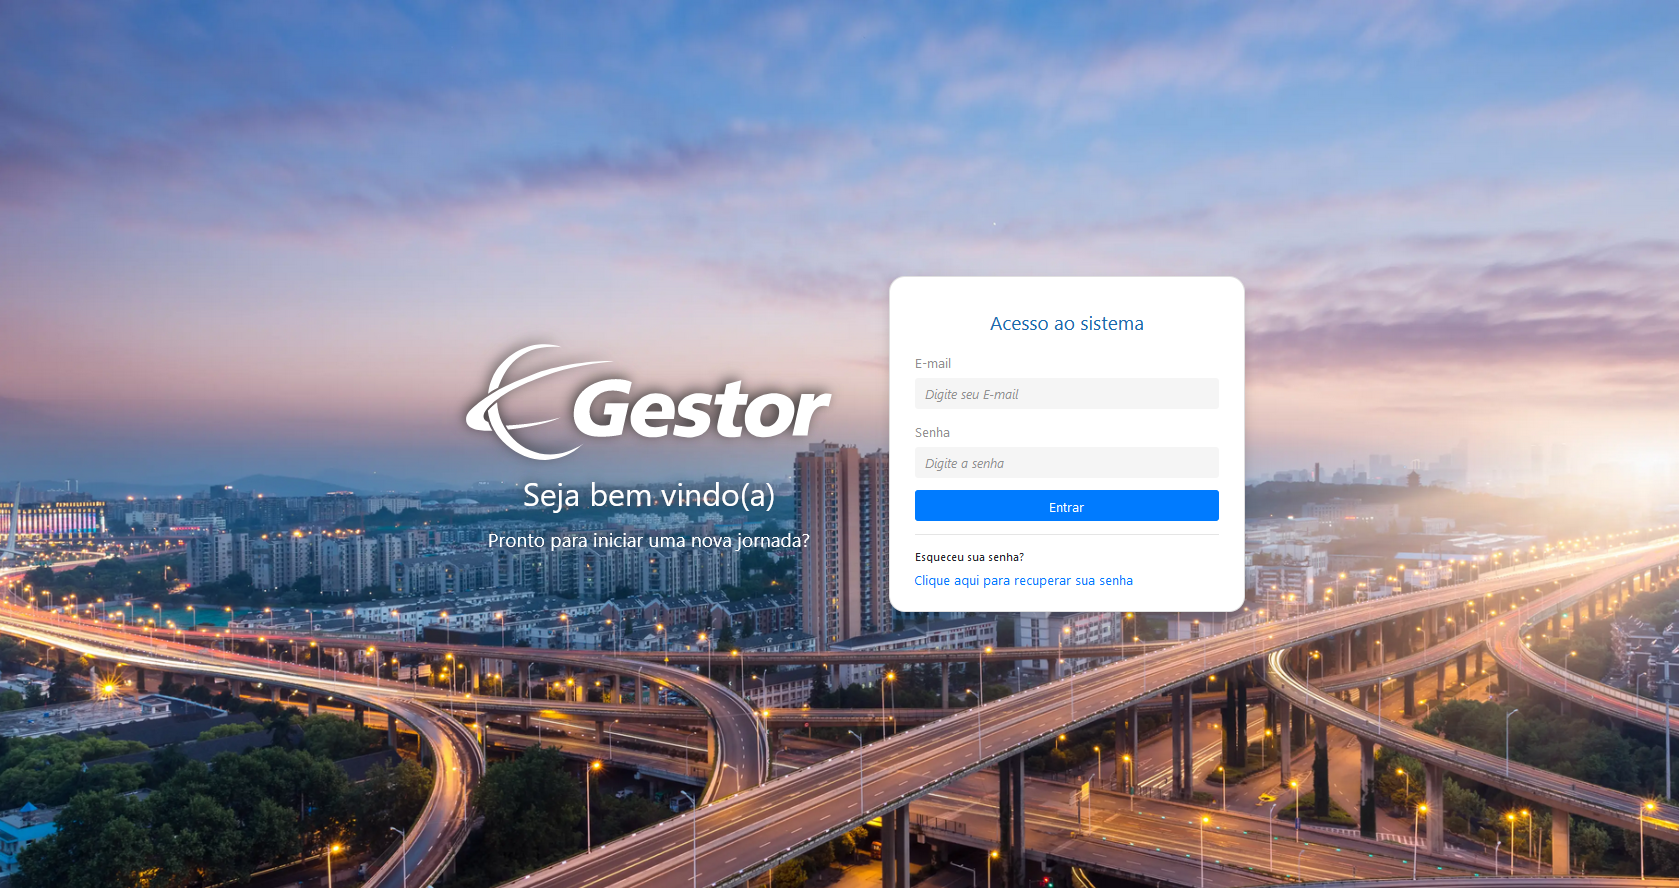 Gestor
Seja bem vindo(a)
Pronto para iniciar uma nova jornada?
Acesso ao sistema
E-mail
Digite seu E-mail
Senha
Digite a senha
Entrar
Esqueceu sua senha?
Clique aqui para recuperar sua senha